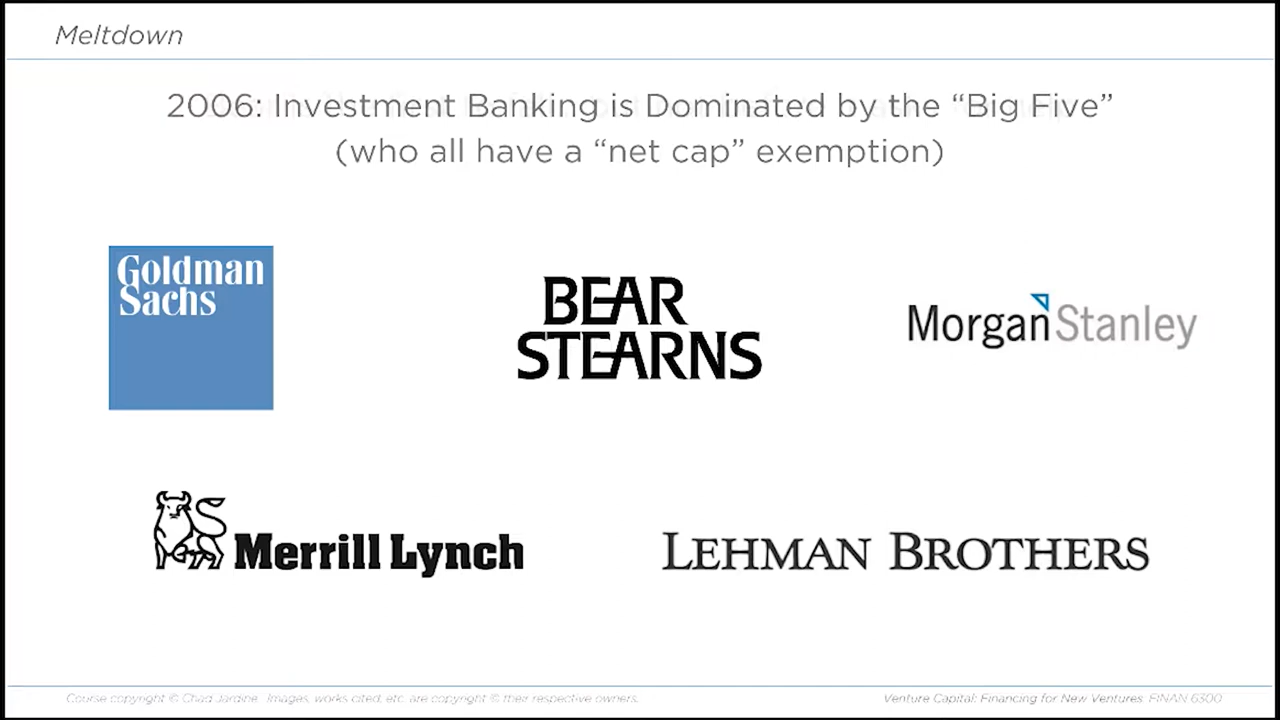 Meltdown
2006: Investment Banking is Dominated by the “Big Five”
(who all have a “net cap” exemption)
Goldman
Sachs
BEAR
STEARNS
MorganStanley
Merrill Lynch
LEHMAN BROTHERS
Course copyright © Chad Jardine. Images, works cited, etc. are copyright © their respective owners.
Venture Capital: Financing for New Ventures. FINAN 6300